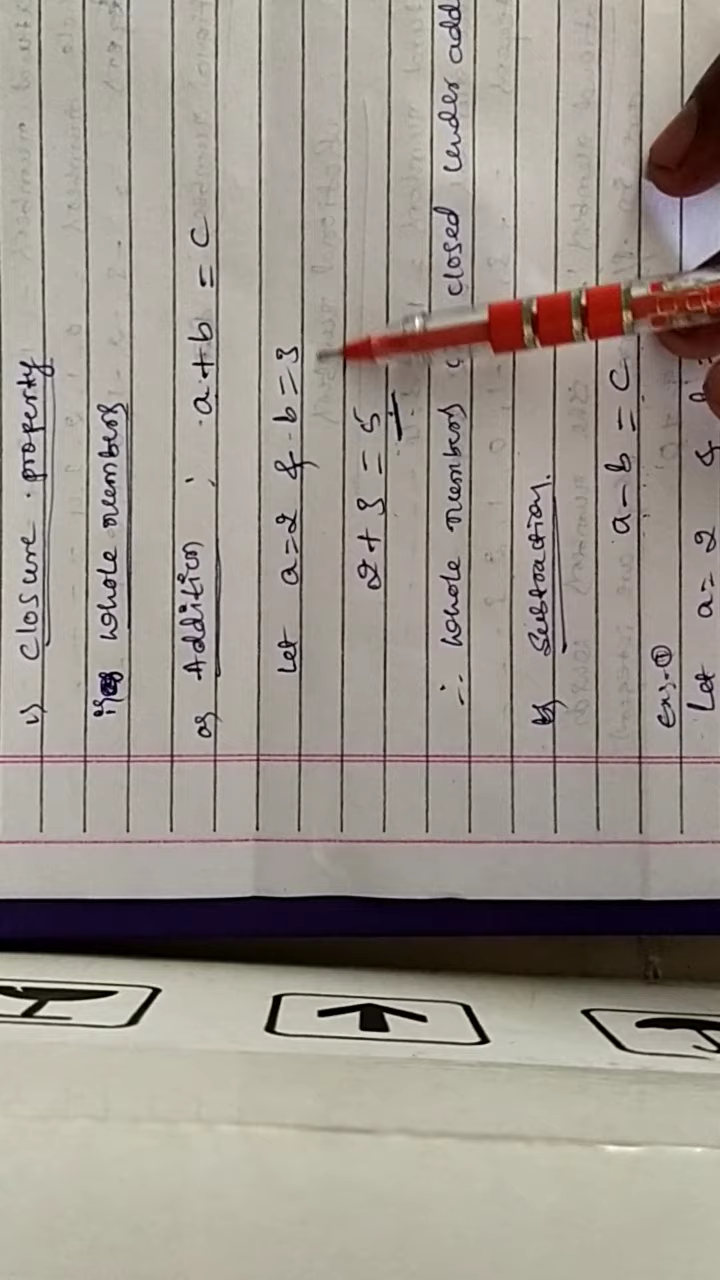 1) closure property
i) whole numbers
a) Addition : a+b = c
Let a=2 & b=3
2+3 = 5
∴ whole numbers closed under add
b) Subtraction.
a-b = c
ex:-①
Let a= 2 &